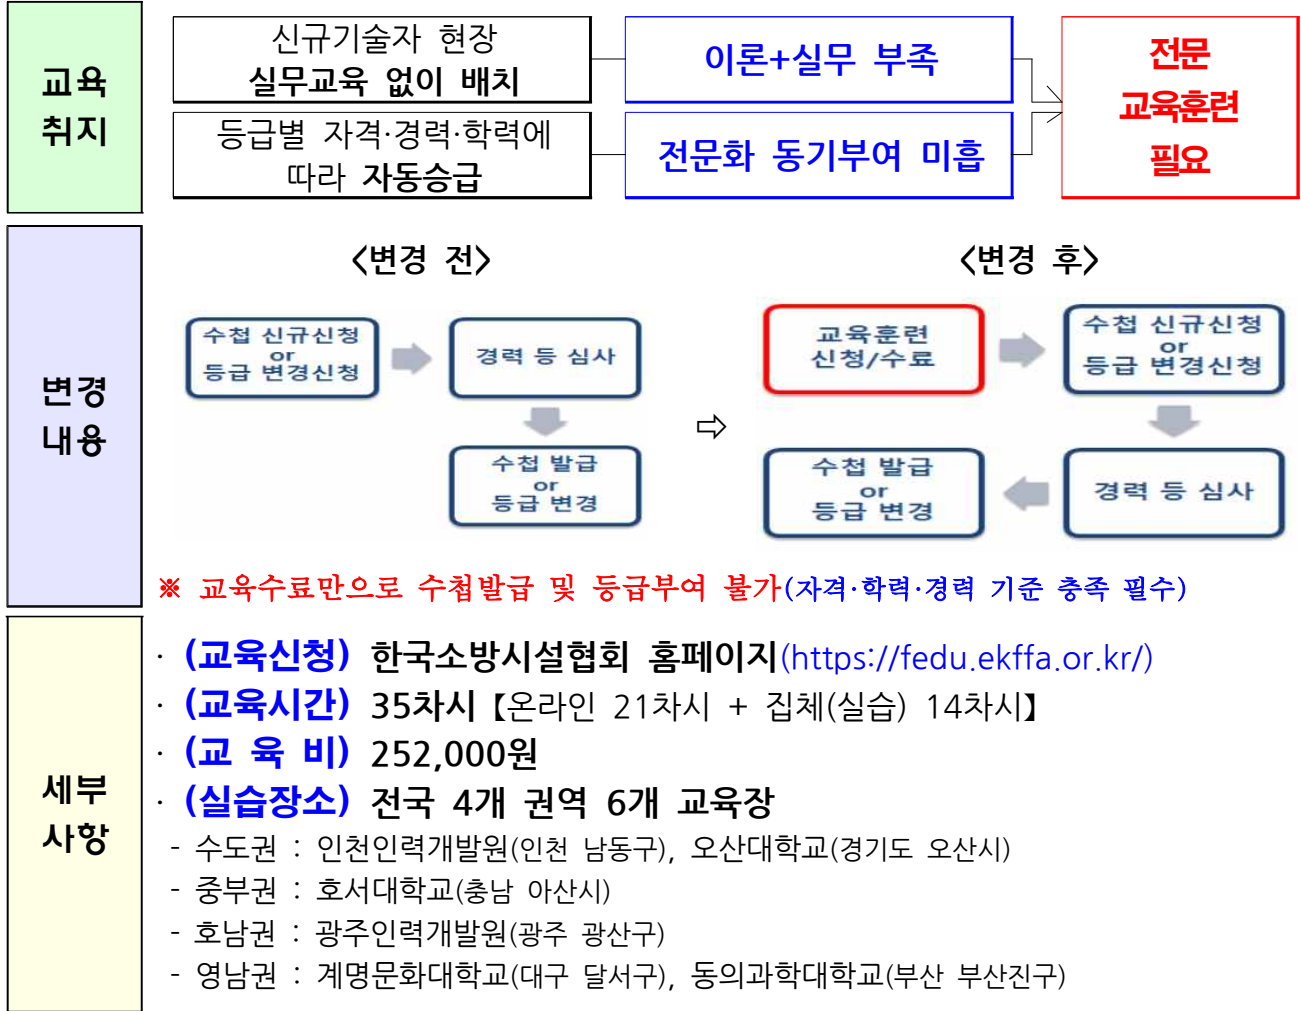 교육
취지
신규기술자 현장
실무교육 없이 배치
이론+실무 부족
등급별 자격·경력·학력에
따라 자동승급
전문화 동기부여 미흡
전문
교육훈련
필요
변경
내용
<변경 전>
수첩 신규신청
or
등급 변경신청
경력 등 심사
수첩 발급
or
등급 변경
⇨
<변경 후>
교육훈련
신청/수료
수첩 신규신청
or
등급 변경신청
경력 등 심사
수첩 발급
or
등급 변경
※ 교육수료만으로 수첩발급 및 등급부여 불가(자격·학력·경력 기준 충족 필수)
세부
사항
· (교육신청) 한국소방시설협회 홈페이지(https://fedu.ekffa.or.kr/)
· (교육시간) 35차시【온라인 21차시 + 집체(실습) 14차시】
· (교 육 비) 252,000원
· (실습장소) 전국 4개 권역 6개 교육장
- 수도권 : 인천인력개발원(인천 남동구), 오산대학교(경기도 오산시)
- 중부권 : 호서대학교(충남 아산시)
- 호남권 : 광주인력개발원(광주 광산구)
- 영남권 : 계명문화대학교(대구 달서구), 동의과학대학교(부산 부산진구)